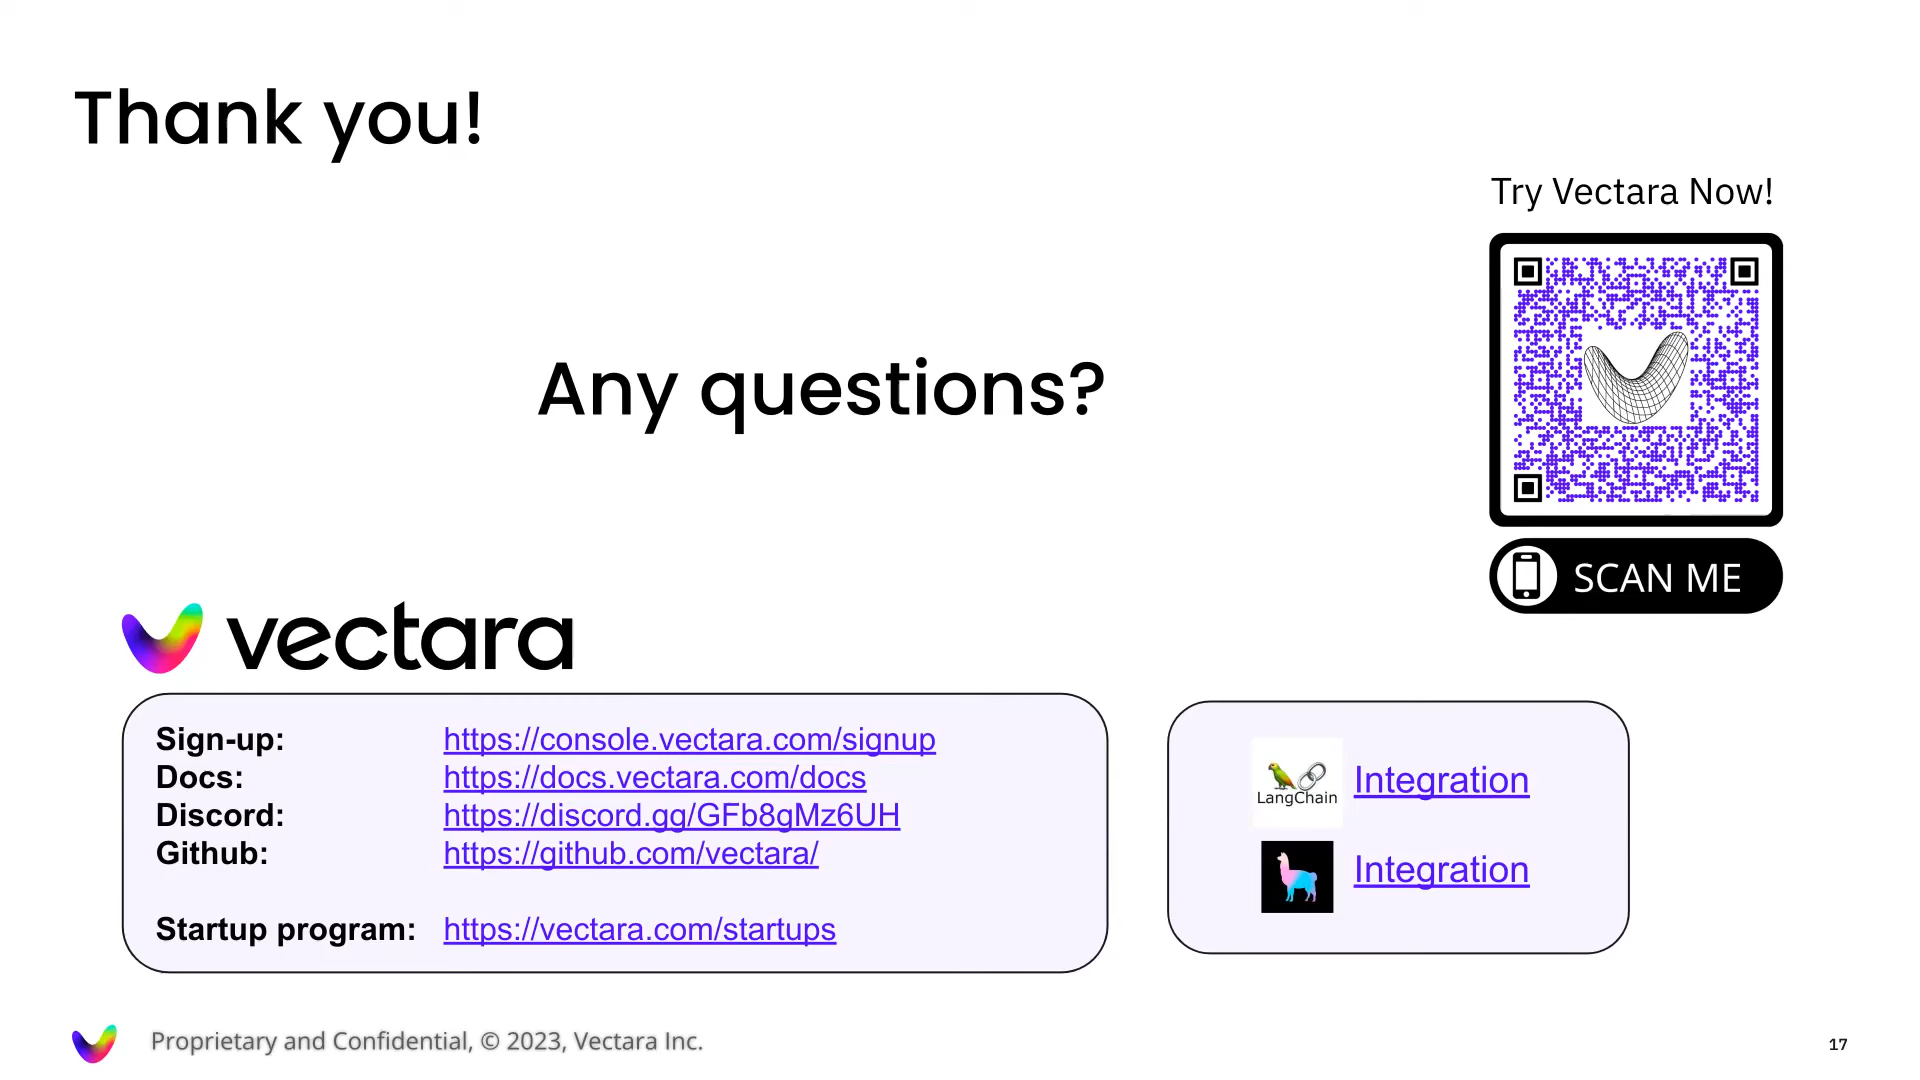 Thank you!
Try Vectara Now!
Any questions?
SCAN ME
vectara
Sign-up: https://console.vectara.com/signup
Docs: https://docs.vectara.com/docs
Discord: https://discord.gg/GFb8gMz6UH
Github: https://github.com/vectara/
Startup program: https://vectara.com/startups
LangChain Integration
Integration
Proprietary and Confidential, © 2023, Vectara Inc.
17